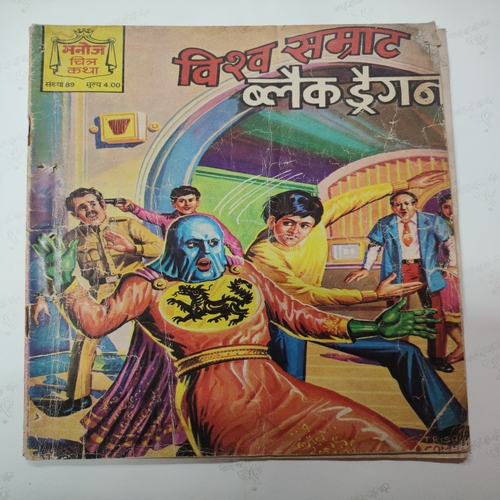 मनोज
चित्र
कथा
संख्या 89 मूल्य 4.00
विश्व सम्राट
ब्लैक ड्रैगन